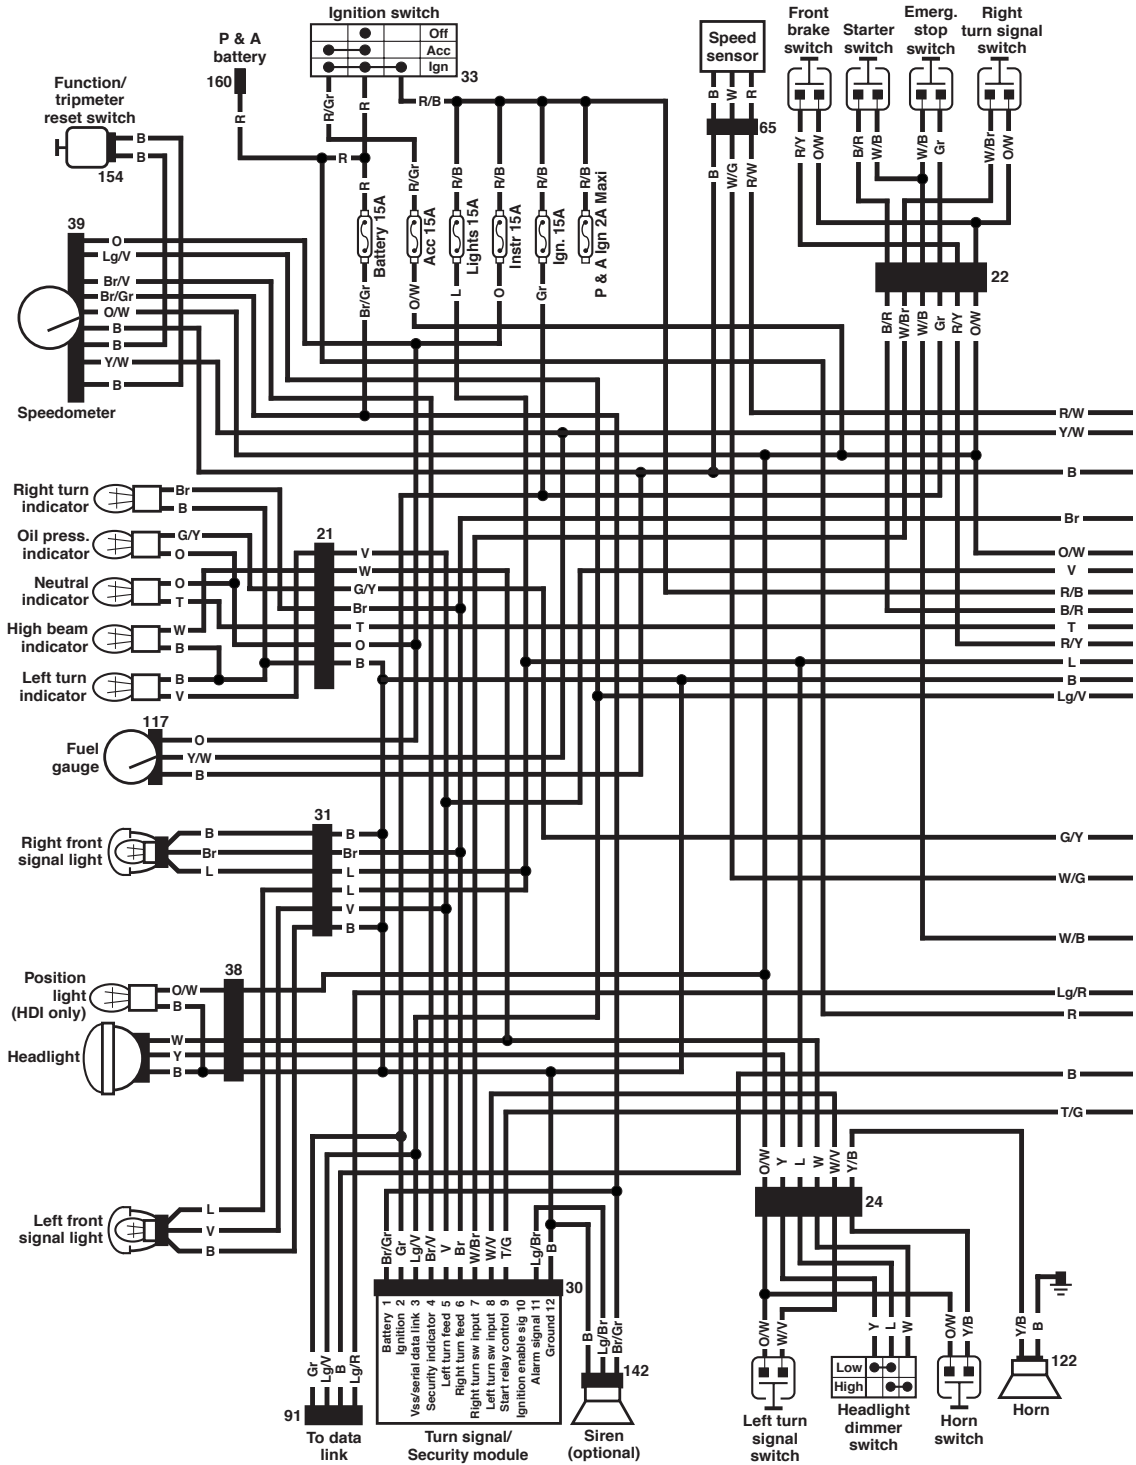 Ignition switch
Off
Acc
Ign
33
P & A
battery
160
R
R/Gr
R
R/B
R
Function/
tripmeter
reset switch
B
B
154
Speed
sensor
B
W
R
65
B
W/G
R/W
Front
brake
switch
Starter
switch
Emerg.
stop
switch
Right
turn signal
switch
R/Y
O/W
B/R
W/B
W/B
Gr
W/Br
O/W
22
B/R
W/Br
W/B
Gr
R/Y
O/W
R
R/Gr
R/B
R/B
R/B
R/B
Battery 15A
Acc 15A
Lights 15A
Instr 15A
Ign. 15A
P & A Ign 2A Maxi
Br/Gr
O/W
L
O
Gr
39
O
Lg/V
Br/V
Br/Gr
O/W
B
B
Y/W
B
Speedometer
R/W
Y/W
B
Br
O/W
V
R/B
B/R
T
R/Y
L
B
Lg/V
G/Y
W/G
W/B
Lg/R
R
B
T/G
Right turn
indicator
Br
B
Oil press.
indicator
G/Y
O
Neutral
indicator
O
T
High beam
indicator
W
B
Left turn
indicator
B
V
21
V
W
G/Y
Br
T
O
B
117
Fuel
gauge
O
Y/W
B
31
Right front
signal light
B
Br
L
B
Br
L
L
V
B
Position
light
(HDI only)
38
O/W
B
Headlight
W
Y
B
Left front
signal light
L
V
B
Br/Gr
Gr
Lg/V
Br/V
V
Br
W/Br
W/V
T/G
Lg/Br
B
30
Battery 1
Ignition 2
Vss/serial data link 3
Security indicator 4
Left turn feed 5
Right turn feed 6
Right turn sw input 7
Left turn sw input 8
Start relay control 9
Ignition enable sig 10
Alarm signal 11
Ground 12
Turn signal/
Security module
Gr
Lg/V
B
Lg/R
91
To data
link
B
Lg/Br
Br/Gr
142
Siren
(optional)
O/W
Y
L
W
W/V
Y/B
24
O/W
W/V
Left turn
signal
switch
Y
L
W
Low
High
Headlight
dimmer
switch
O/W
Y/B
Horn
switch
Y/B
B
122
Horn